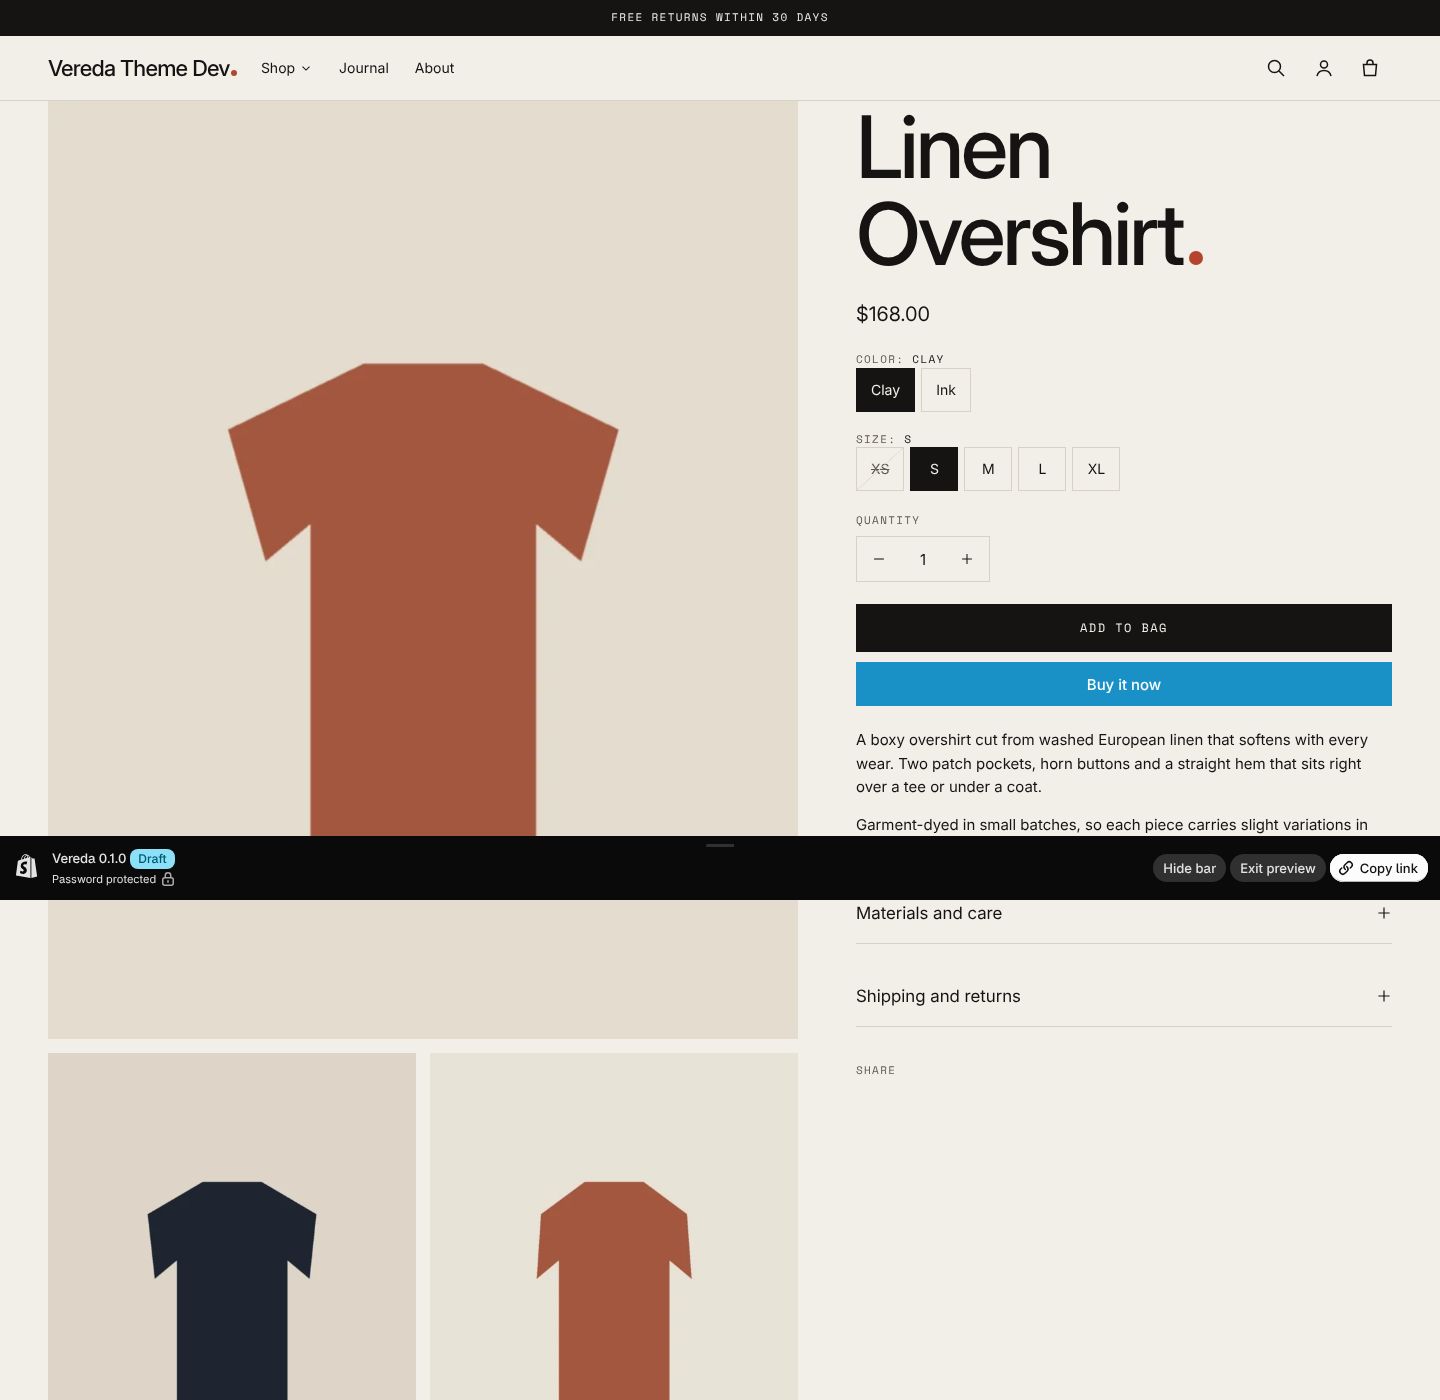 FREE RETURNS WITHIN 30 DAYS
Vereda Theme Dev.
Shop
Journal
About
Linen
Overshirt.
$168.00
COLOR: CLAY
Clay
Ink
SIZE: S
XS
S
M
L
XL
QUANTITY
1
ADD TO BAG
Buy it now
A boxy overshirt cut from washed European linen that softens with every
wear. Two patch pockets, horn buttons and a straight hem that sits right
over a tee or under a coat.
Garment-dyed in small batches, so each piece carries slight variations in
Vereda 0.1.0 Draft
Password protected
Hide bar
Exit preview
Copy link
Materials and care
Shipping and returns
SHARE